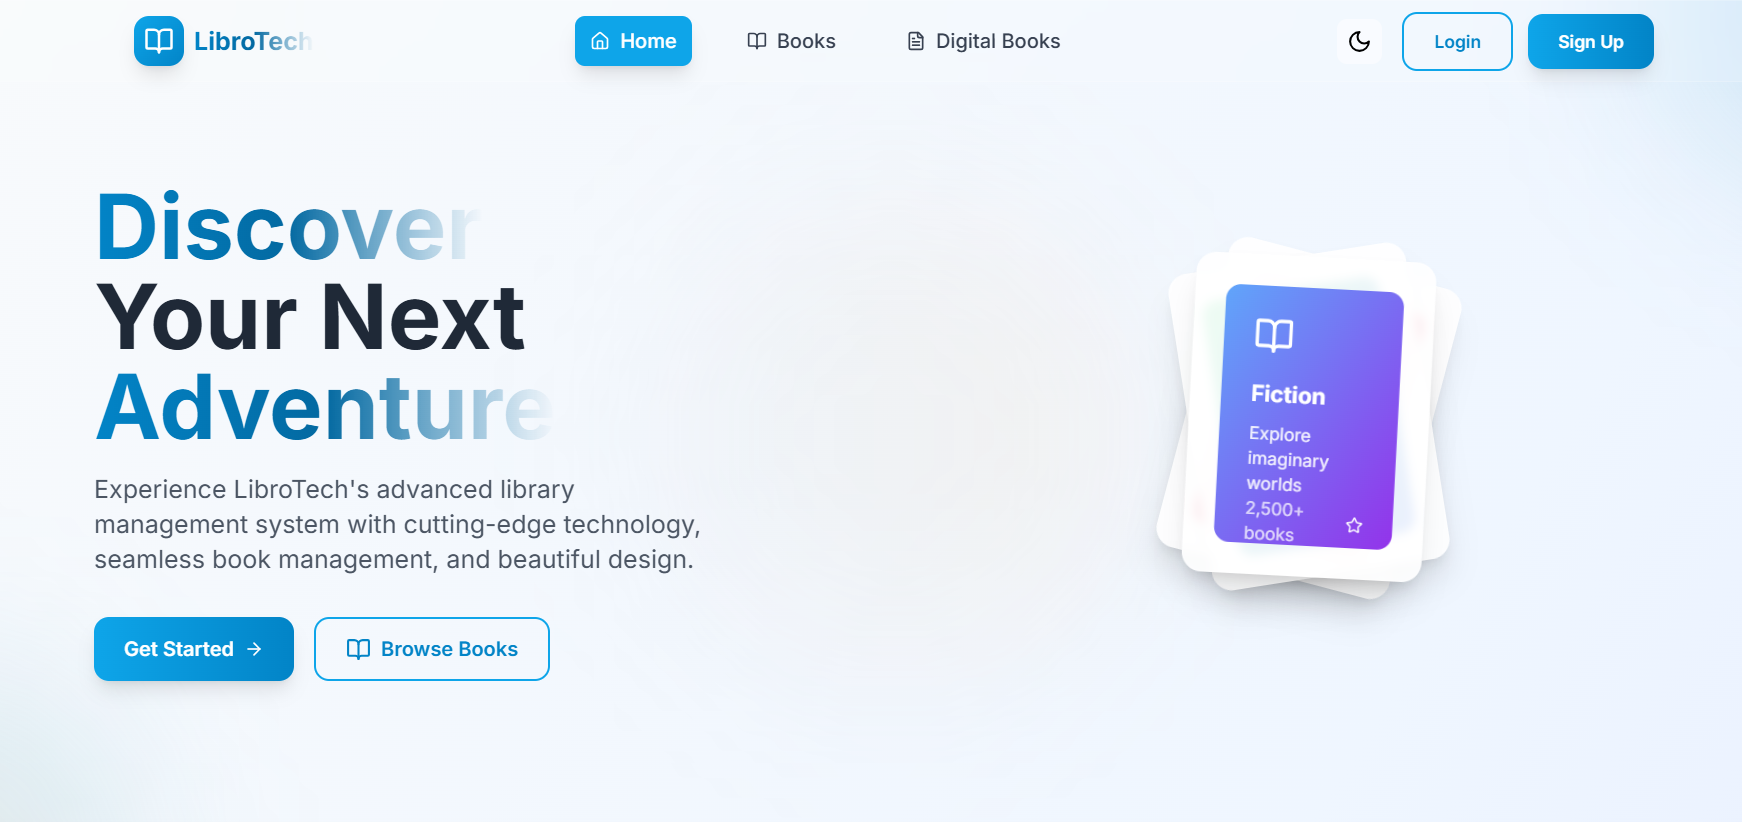 LibroTech
Home
Books
Digital Books
Login
Sign Up
Discover
Your Next
Adventure
Experience LibroTech's advanced library
management system with cutting-edge technology,
seamless book management, and beautiful design.
Get Started
Browse Books
Fiction
Explore
imaginary
worlds
2,500+
books